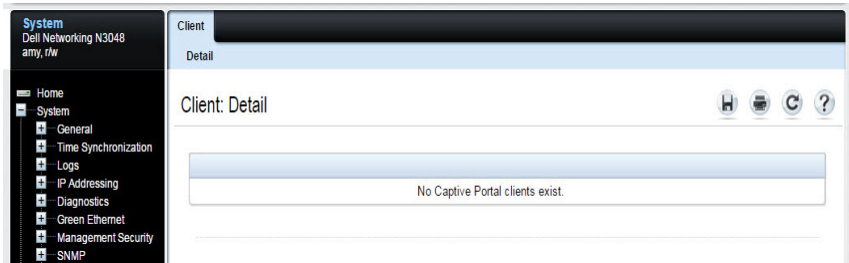 System
Dell Networking N3048
amy, r/w
Home
System
General
Time Synchronization
Logs
IP Addressing
Diagnostics
Green Ethernet
Management Security
SNMP
Client
Detail
Client: Detail
No Captive Portal clients exist.